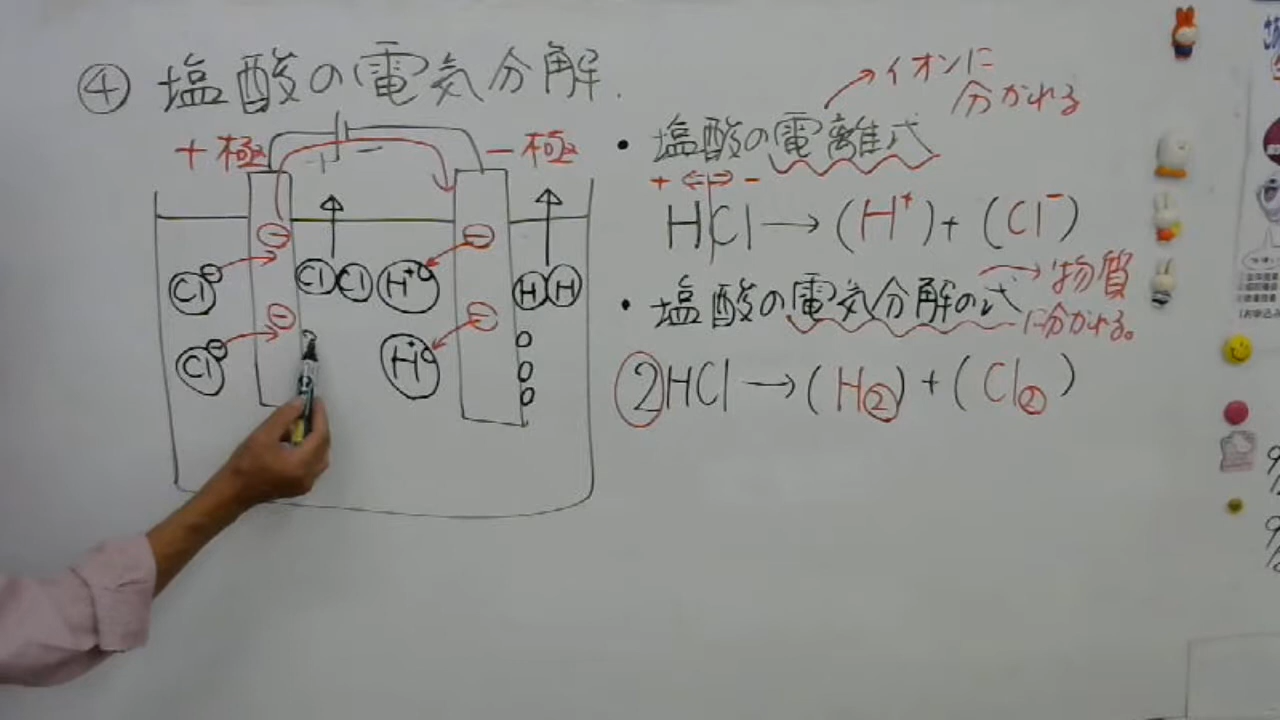 ④ 塩酸の電気分解.
＋極
－極
＋ －
⊖ ⊖
Cl⊖ Cl Cl H⁺ H H
⊖ ⊖
Cl⊖ H⁺
・塩酸の電離式
→イオンに
分かれる
＋ ⇔ －
HCl → (H⁺) + (Cl⁻)
・塩酸の電気分解の式
→物質
に分かれる。
②HCl → (H②) + (Cl②)